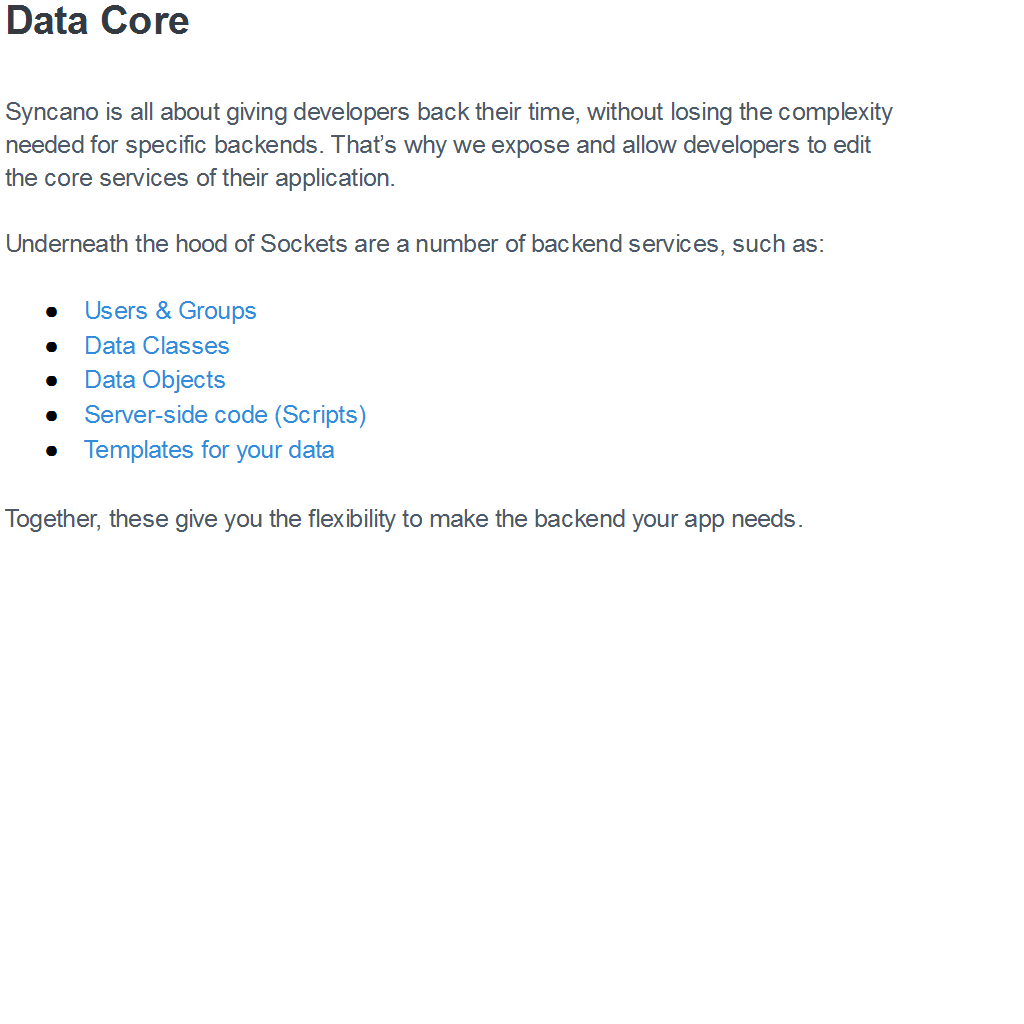 Data Core
Syncano is all about giving developers back their time, without losing the complexity
needed for specific backends. That’s why we expose and allow developers to edit
the core services of their application.
Underneath the hood of Sockets are a number of backend services, such as:
● Users & Groups
● Data Classes
● Data Objects
● Server-side code (Scripts)
● Templates for your data
Together, these give you the flexibility to make the backend your app needs.